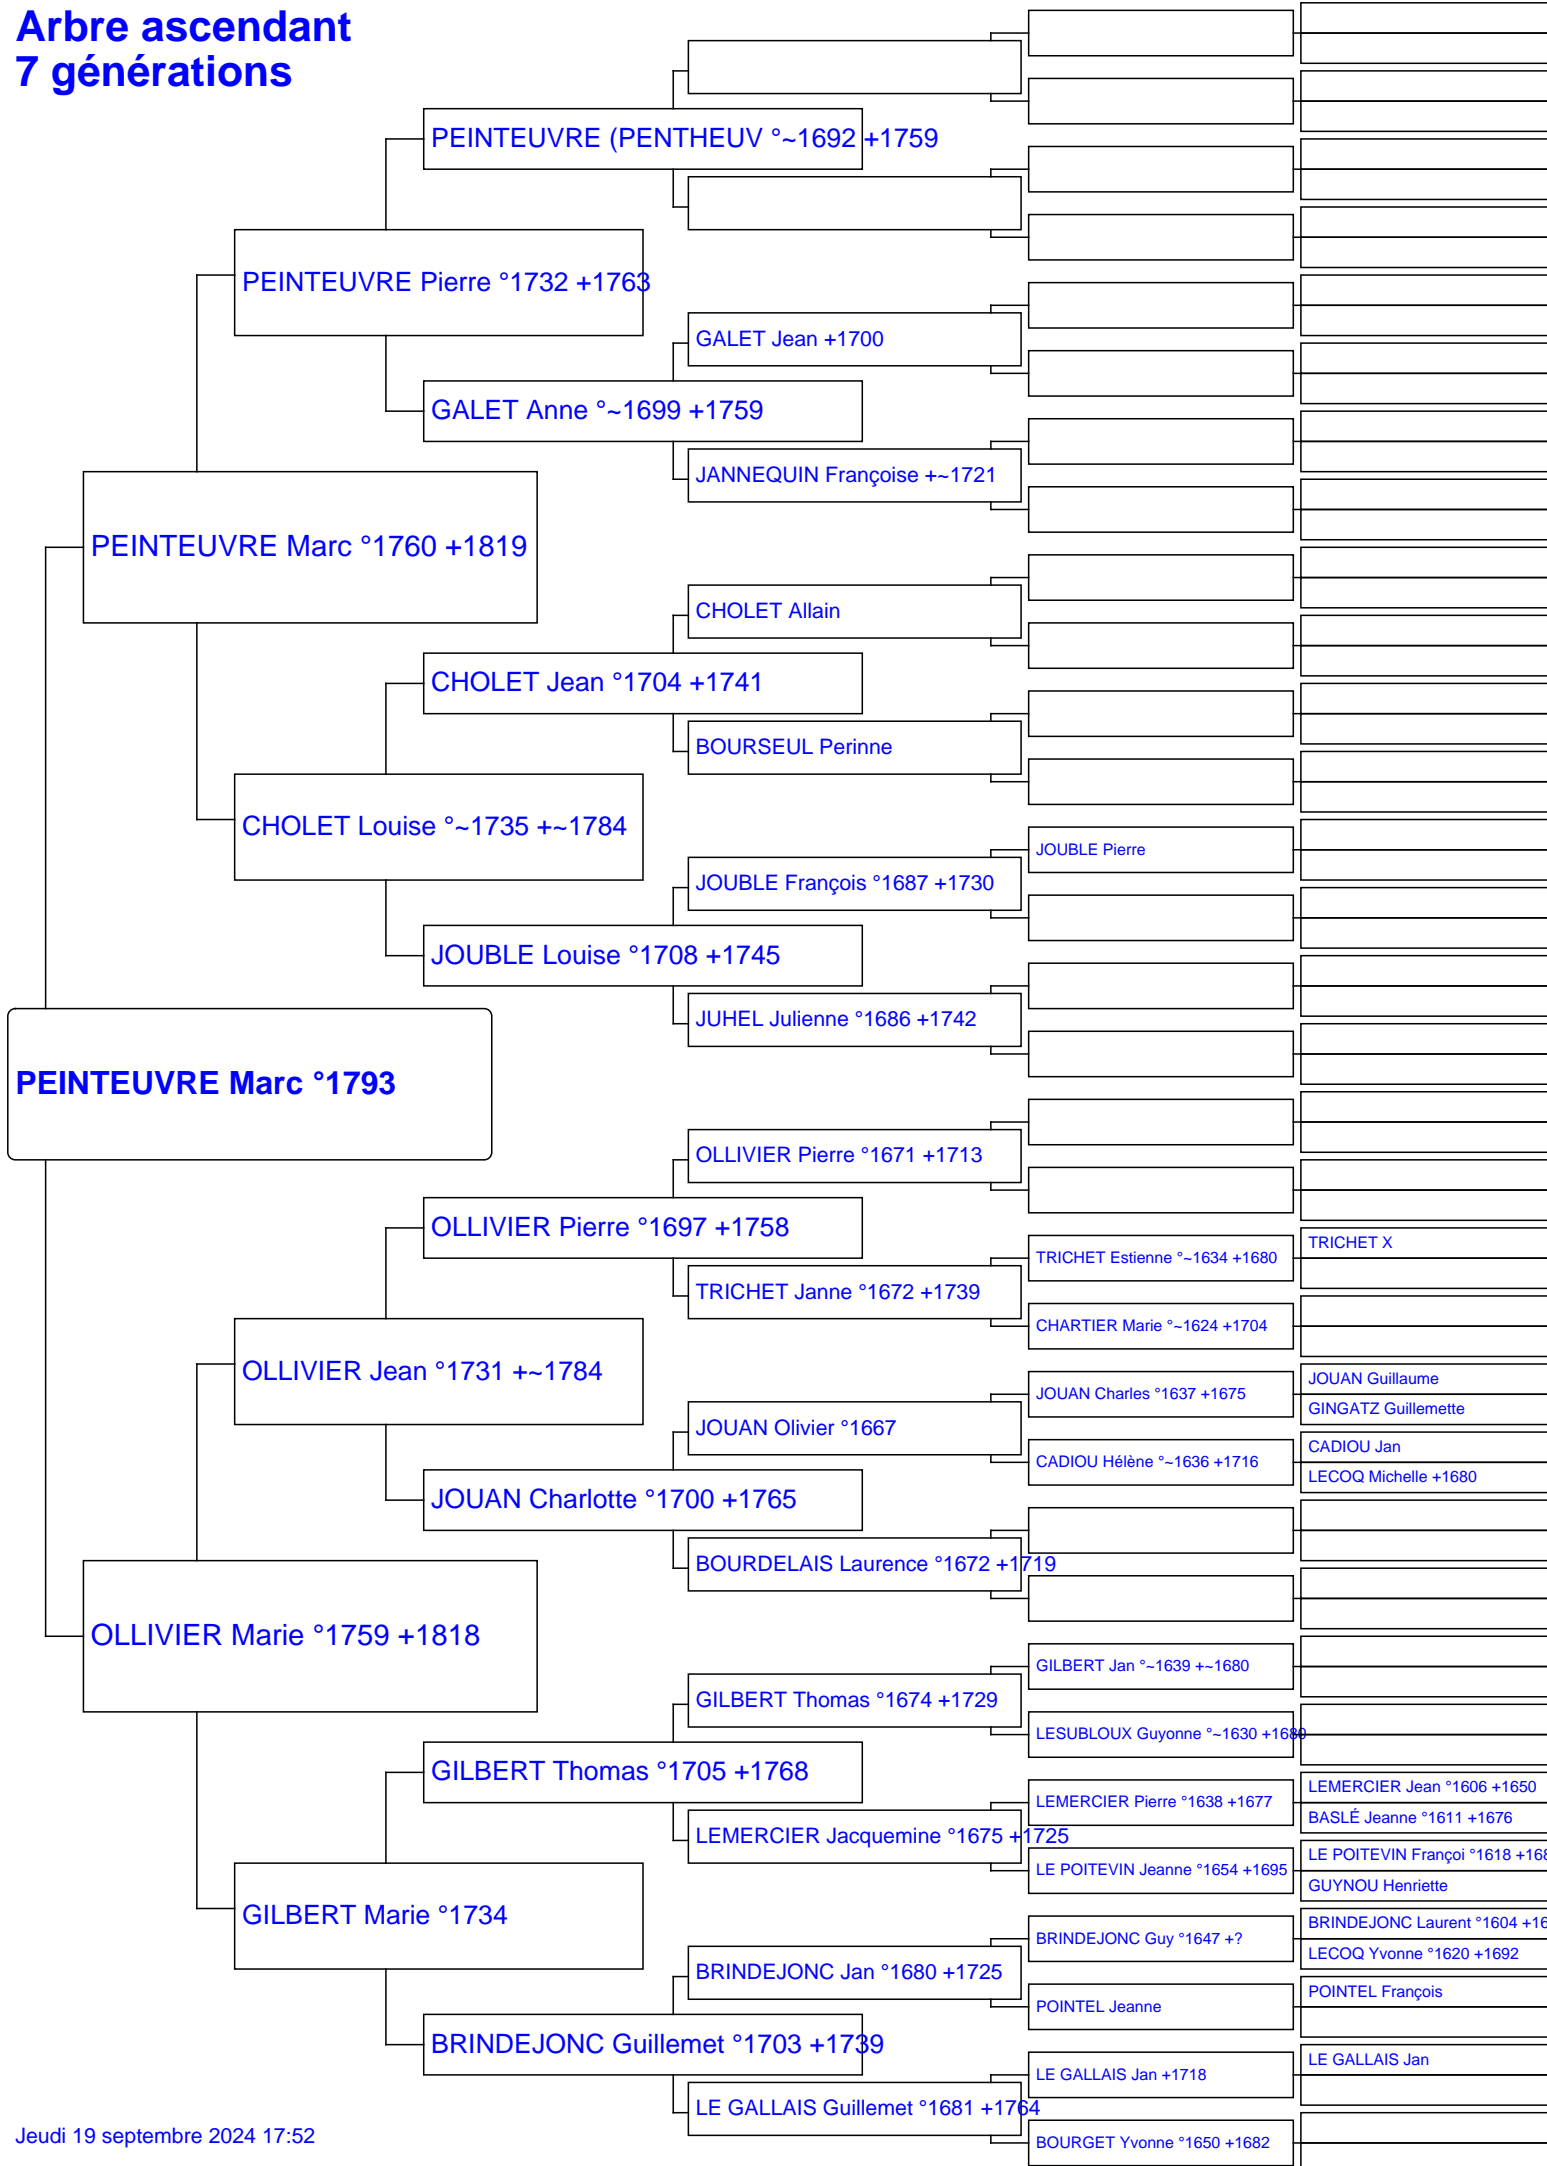 Arbre ascendant
7 générations
PEINTEUVRE (PENTHEUV °~1692 +1759
PEINTEUVRE Pierre °1732 +1763
GALET Jean +1700
GALET Anne °~1699 +1759
JANNEQUIN Françoise +~1721
PEINTEUVRE Marc °1760 +1819
CHOLET Allain
CHOLET Jean °1704 +1741
BOURSEUL Perinne
CHOLET Louise °~1735 +~1784
JOUBLE Pierre
JOUBLE François °1687 +1730
JOUBLE Louise °1708 +1745
JUHEL Julienne °1686 +1742
PEINTEUVRE Marc °1793
OLLIVIER Pierre °1671 +1713
OLLIVIER Pierre °1697 +1758
TRICHET X
TRICHET Estienne °~1634 +1680
TRICHET Janne °1672 +1739
CHARTIER Marie °~1624 +1704
OLLIVIER Jean °1731 +~1784
JOUAN Guillaume
JOUAN Charles °1637 +1675
GINGATZ Guillemette
JOUAN Olivier °1667
CADIOU Jan
CADIOU Hélène °~1636 +1716
LECOQ Michelle +1680
JOUAN Charlotte °1700 +1765
BOURDELAIS Laurence °1672 +1719
OLLIVIER Marie °1759 +1818
GILBERT Jan °~1639 +~1680
GILBERT Thomas °1674 +1729
LESUBLOUX Guyonne °~1630 +1680
GILBERT Thomas °1705 +1768
LEMERCIER Jean °1606 +1650
LEMERCIER Pierre °1638 +1677
BASLÉ Jeanne °1611 +1676
LEMERCIER Jacquemine °1675 +1725
LE POITEVIN Françoi °1618 +168
LE POITEVIN Jeanne °1654 +1695
GUYNOU Henriette
GILBERT Marie °1734
BRINDEJONC Laurent °1604 +16
BRINDEJONC Guy °1647 +?
LECOQ Yvonne °1620 +1692
BRINDEJONC Jan °1680 +1725
POINTEL François
POINTEL Jeanne
BRINDEJONC Guillemet °1703 +1739
LE GALLAIS Jan
LE GALLAIS Jan +1718
LE GALLAIS Guillemet °1681 +1764
BOURGET Yvonne °1650 +1682
Jeudi 19 septembre 2024 17:52